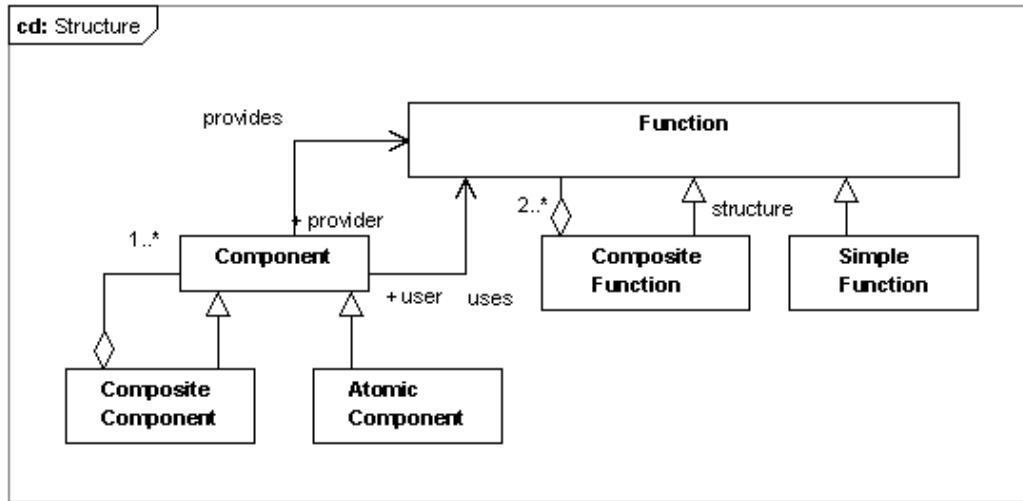 cd: Structure
provides
Function
+ provider
2..*
structure
1..*
Component
Composite
Function
Simple
Function
+ user
uses
Composite
Component
Atomic
Component